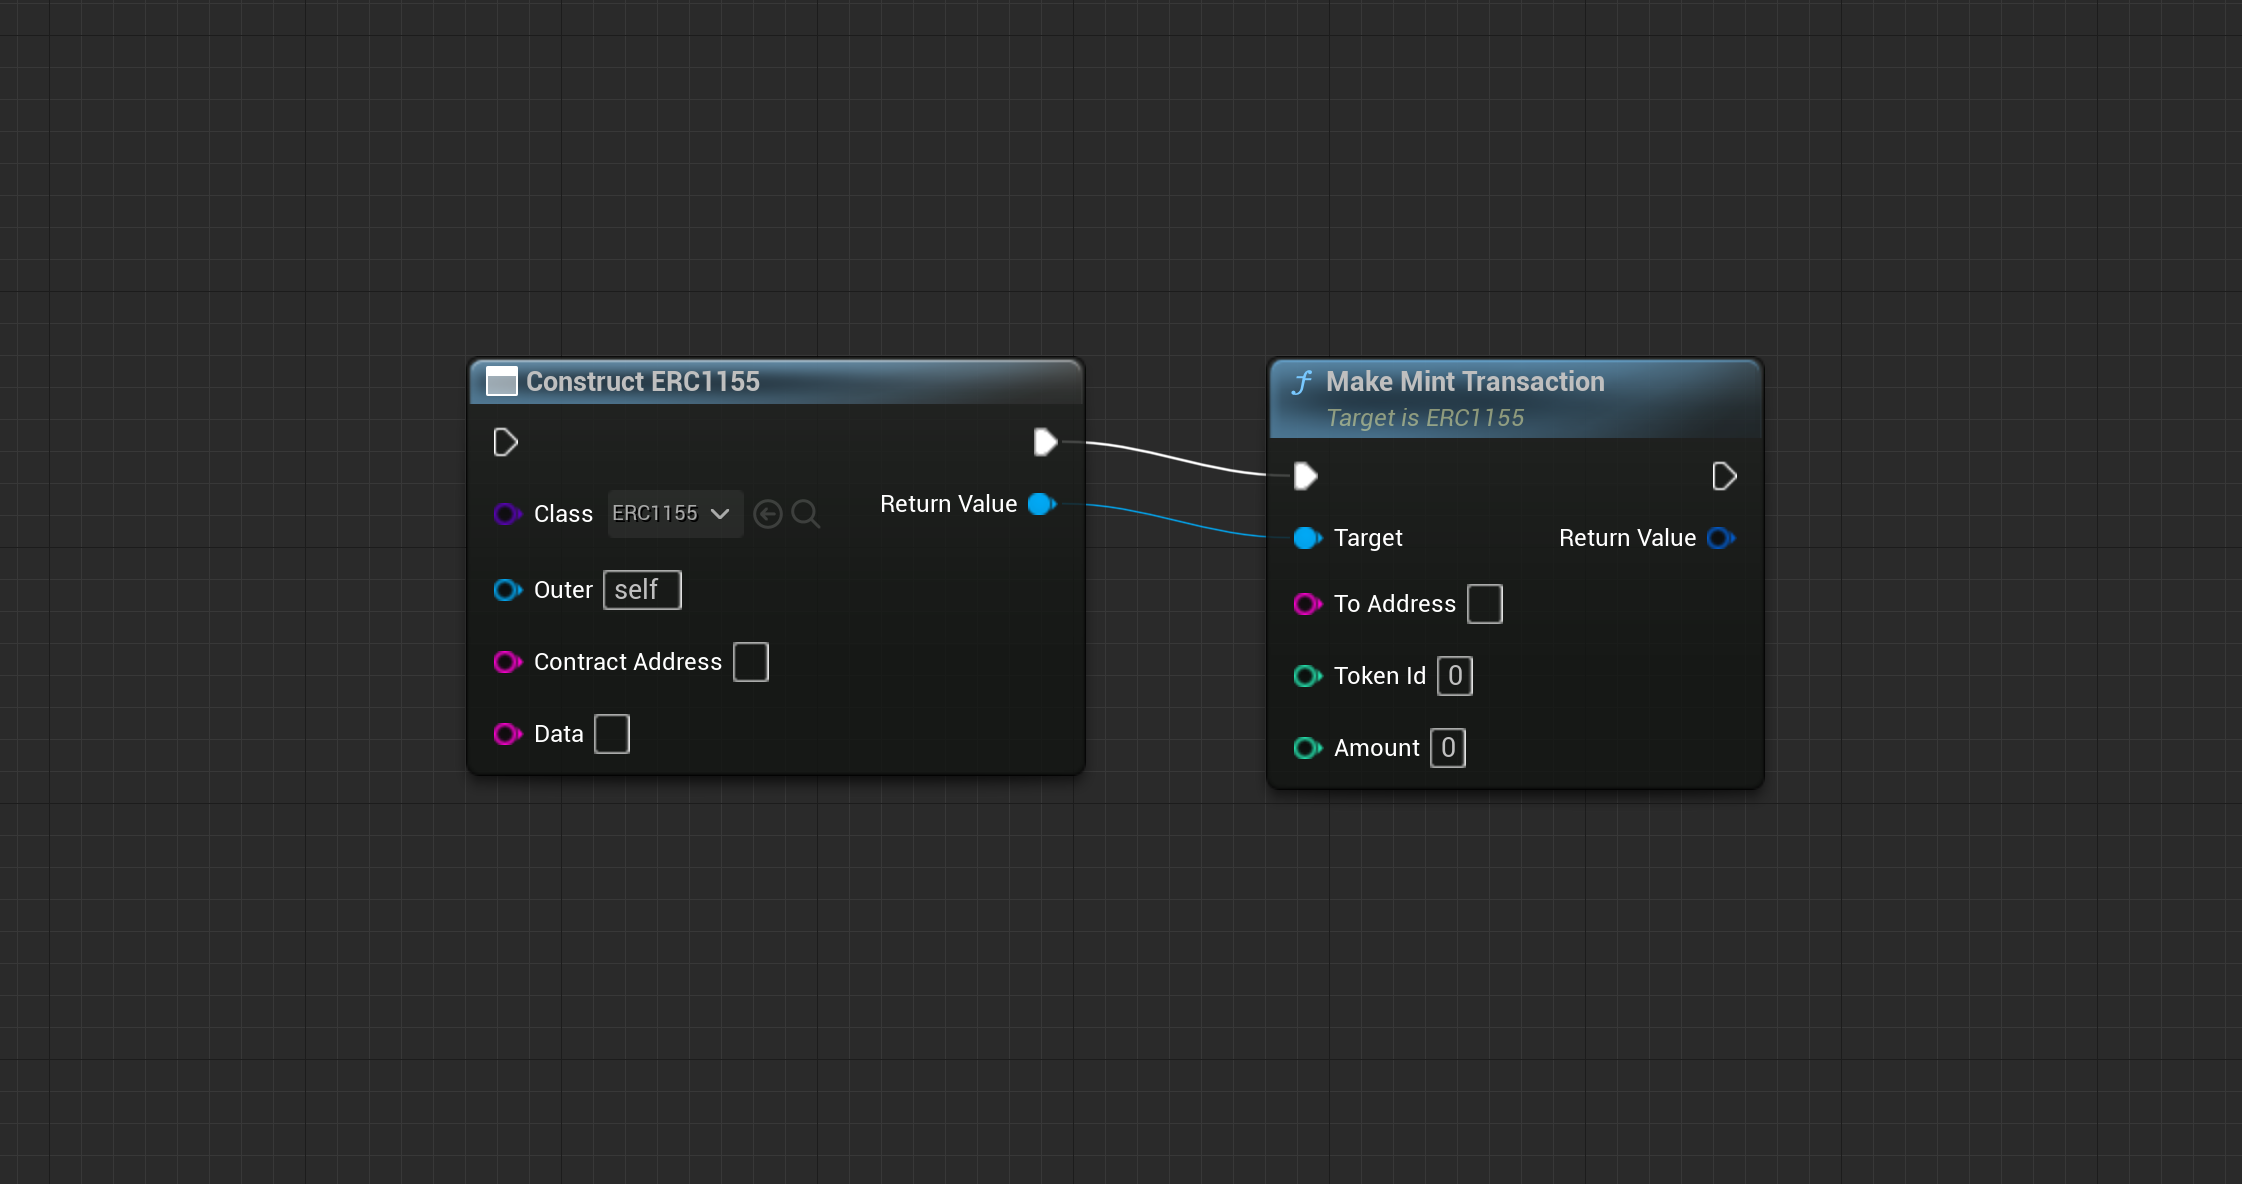 Construct ERC1155
Class ERC1155
Return Value
Outer self
Contract Address
Data
f Make Mint Transaction
Target is ERC1155
Target
Return Value
To Address
Token Id 0
Amount 0